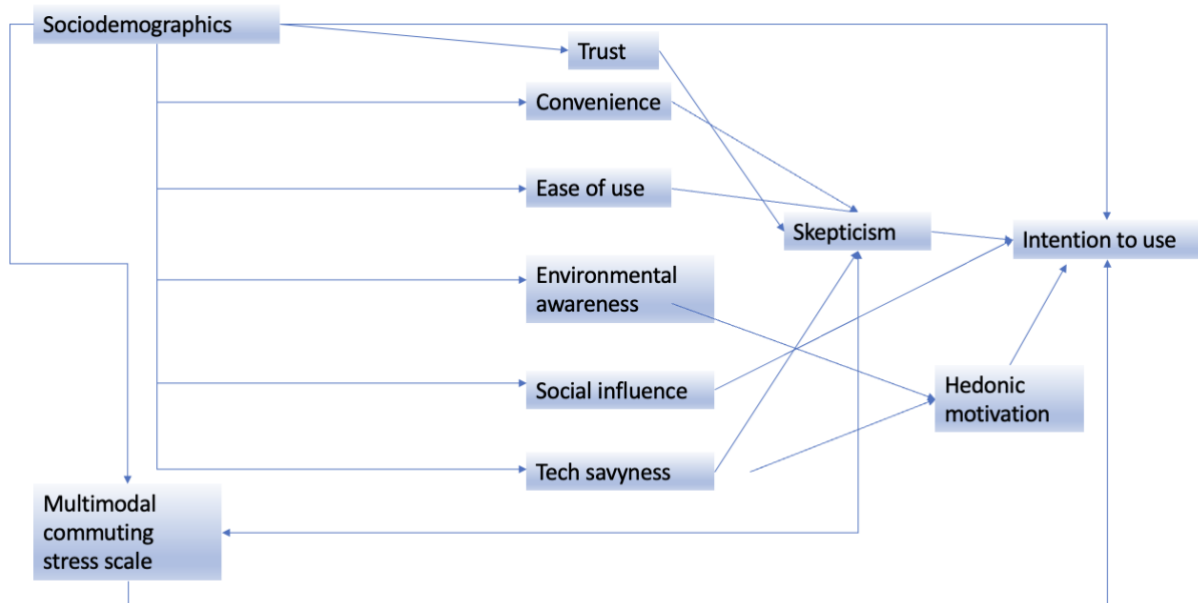 Sociodemographics
Trust
Convenience
Ease of use
Skepticism
Intention to use
Environmental
awareness
Social influence
Hedonic
motivation
Tech savyness
Multimodal
commuting
stress scale